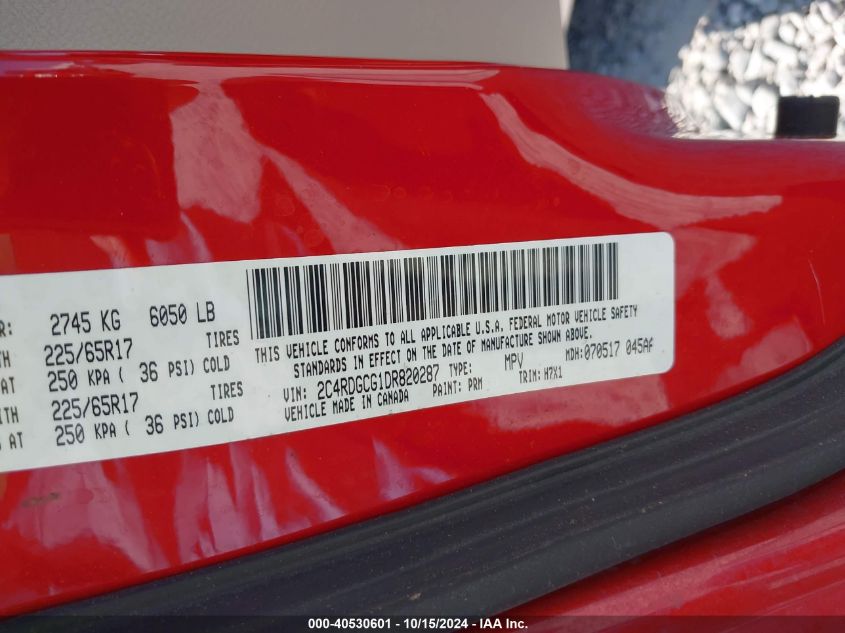 R: 2745 KG 6050 LB
TH 225/65R17 TIRES
AT 250 KPA ( 36 PSI) COLD
ITH 225/65R17 TIRES
AT 250 KPA ( 36 PSI) COLD
THIS VEHICLE CONFORMS TO ALL APPLICABLE U.S.A. FEDERAL MOTOR VEHICLE SAFETY
STANDARDS IN EFFECT ON THE DATE OF MANUFACTURE SHOWN ABOVE.
VIN: 2C4RDGCG1DR820287 TYPE: MPV MDH: 070517 045AF
VEHICLE MADE IN CANADA PAINT: PRM TRIM: H7X1
000-40530601 - 10/15/2024 - IAA Inc.